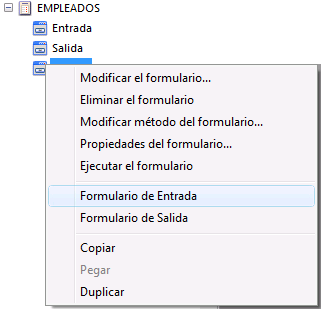 EMPLEADOS
Entrada
Salida
Modificar el formulario...
Eliminar el formulario
Modificar método del formulario...
Propiedades del formulario...
Ejecutar el formulario
Formulario de Entrada
Formulario de Salida
Copiar
Pegar
Duplicar